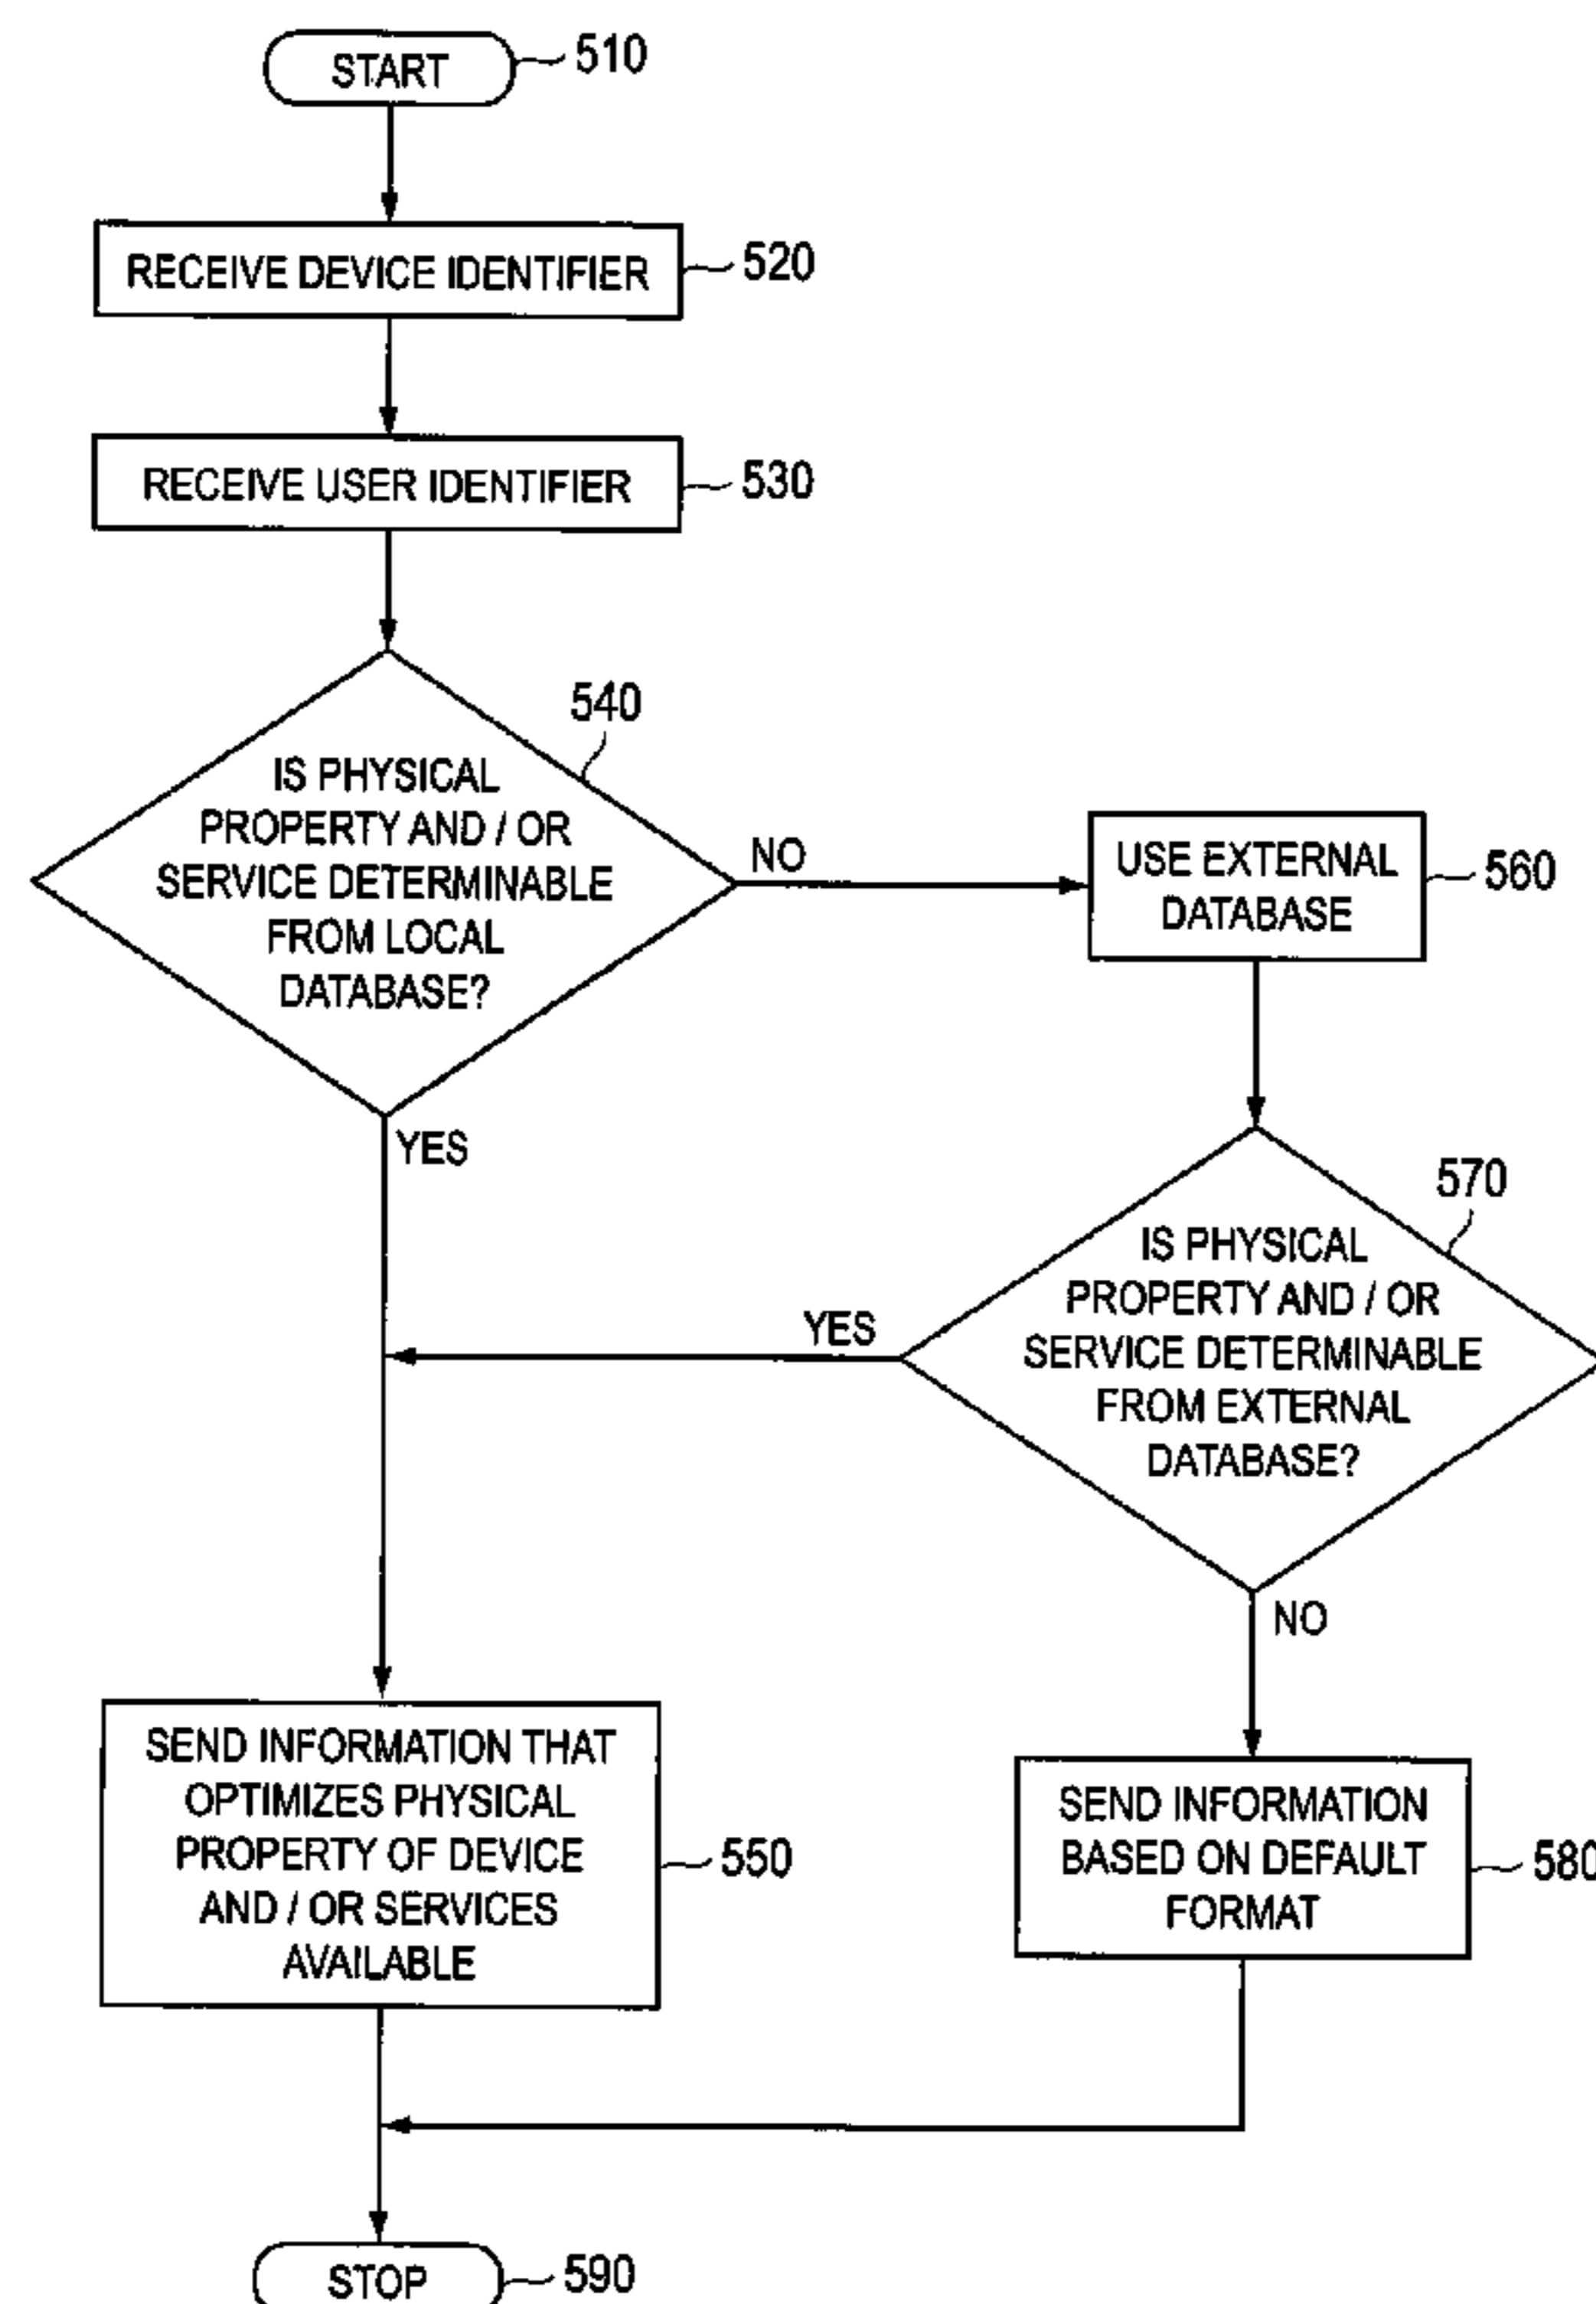 START
510
RECEIVE DEVICE IDENTIFIER
520
RECEIVE USER IDENTIFIER
530
540
IS PHYSICAL
PROPERTY AND / OR
SERVICE DETERMINABLE
FROM LOCAL
DATABASE?
NO
YES
USE EXTERNAL
DATABASE
560
570
IS PHYSICAL
PROPERTY AND / OR
SERVICE DETERMINABLE
FROM EXTERNAL
DATABASE?
YES
NO
SEND INFORMATION THAT
OPTIMIZES PHYSICAL
PROPERTY OF DEVICE
AND / OR SERVICES
AVAILABLE
550
SEND INFORMATION
BASED ON DEFAULT
FORMAT
580
STOP
590